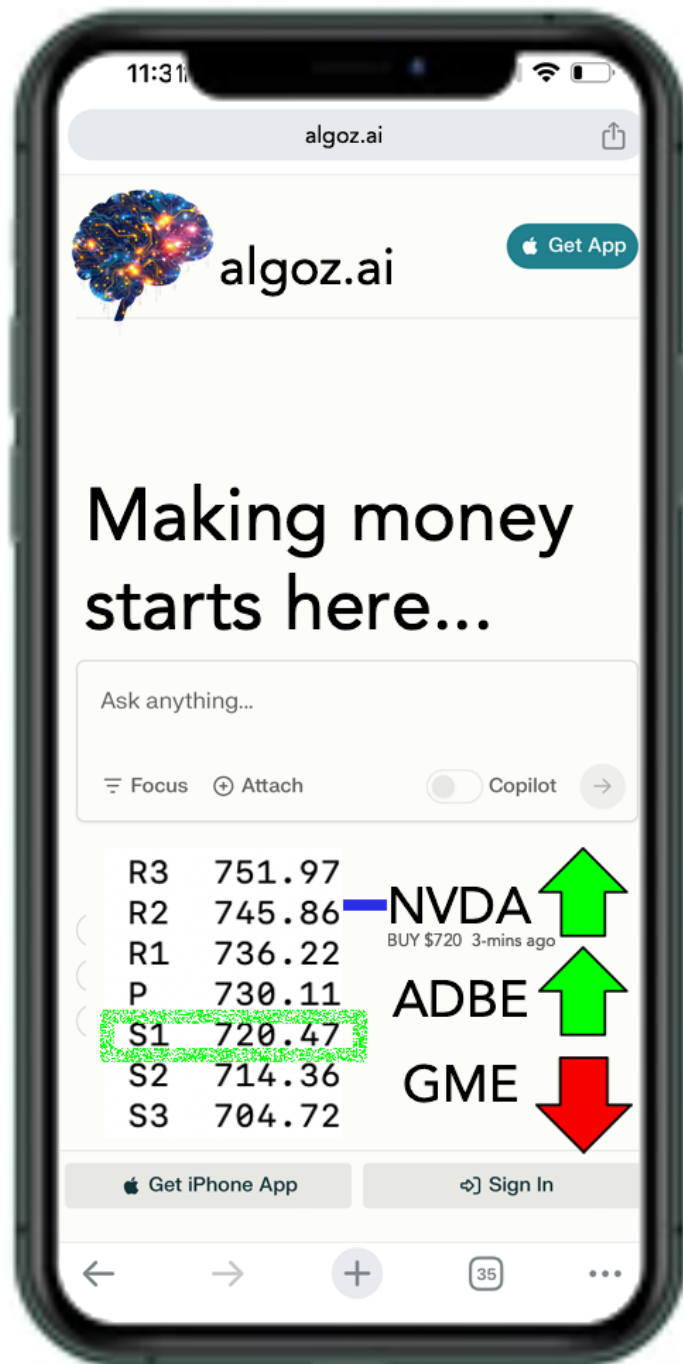 11:31
algoz.ai
algoz.ai
Get App
Making money
starts here...
Ask anything...
Focus Attach Copilot
R3 751.97
R2 745.86
R1 736.22
P 730.11
S1 720.47
S2 714.36
S3 704.72
NVDA
BUY $720 3-mins ago
ADBE
GME
Get iPhone App
Sign In
35